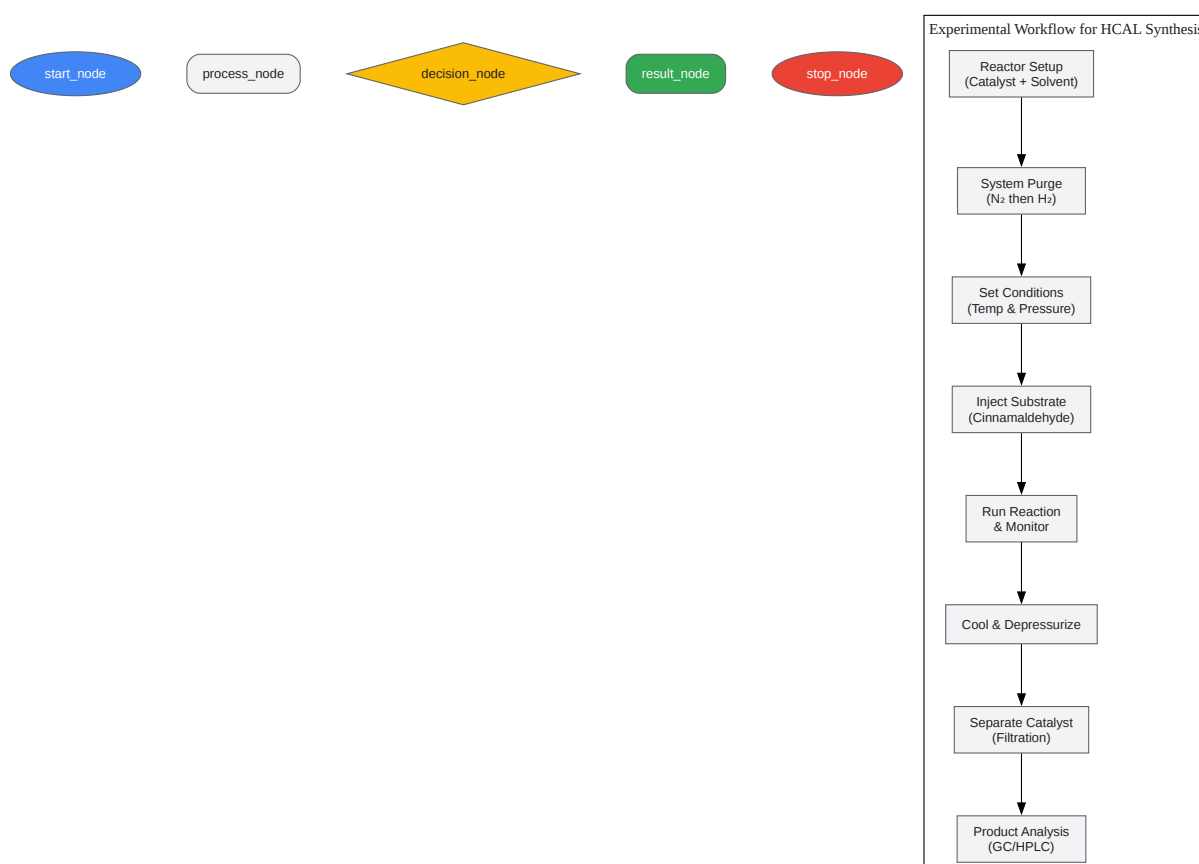 start_node
process_node
decision_node
result_node
stop_node
Experimental Workflow for HCAL Synthesis
Reactor Setup
(Catalyst + Solvent)
System Purge
(N₂ then H₂)
Set Conditions
(Temp & Pressure)
Inject Substrate
(Cinnamaldehyde)
Run Reaction
& Monitor
Cool & Depressurize
Separate Catalyst
(Filtration)
Product Analysis
(GC/HPLC)